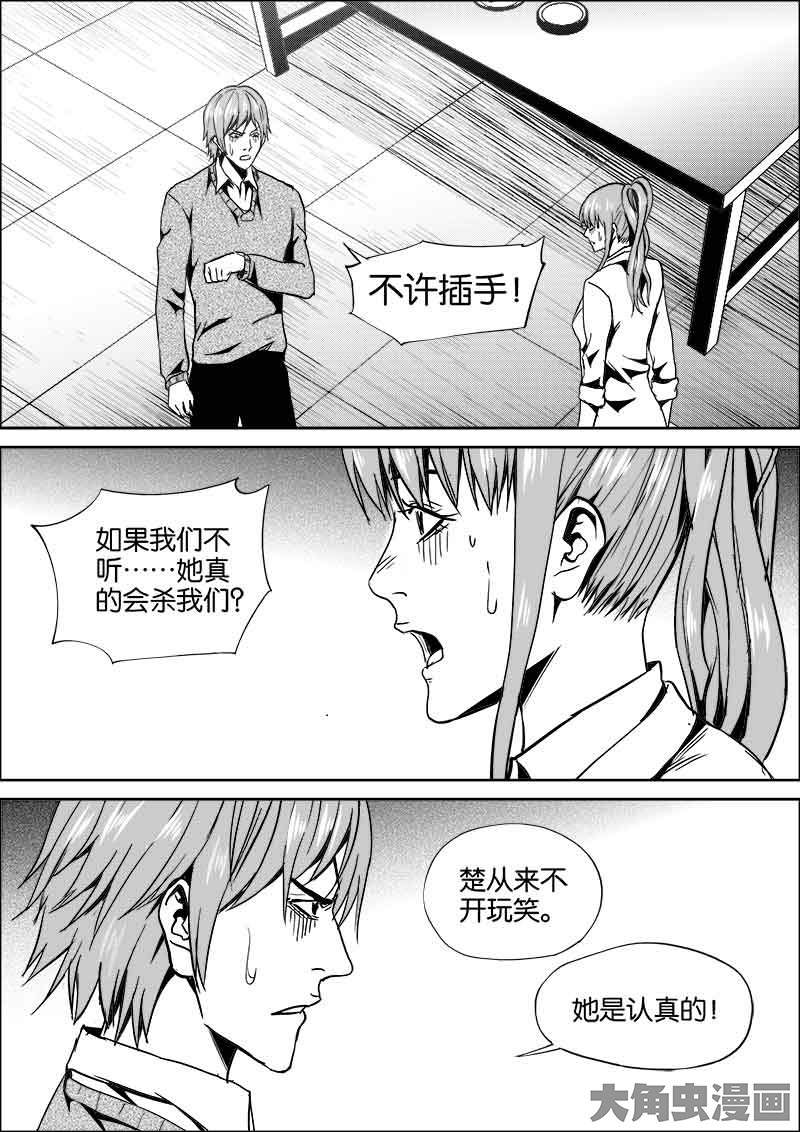 不许插手！
如果我们不
听……她真
的会杀我们？
楚从来不
开玩笑。
她是认真的！
大角虫漫画